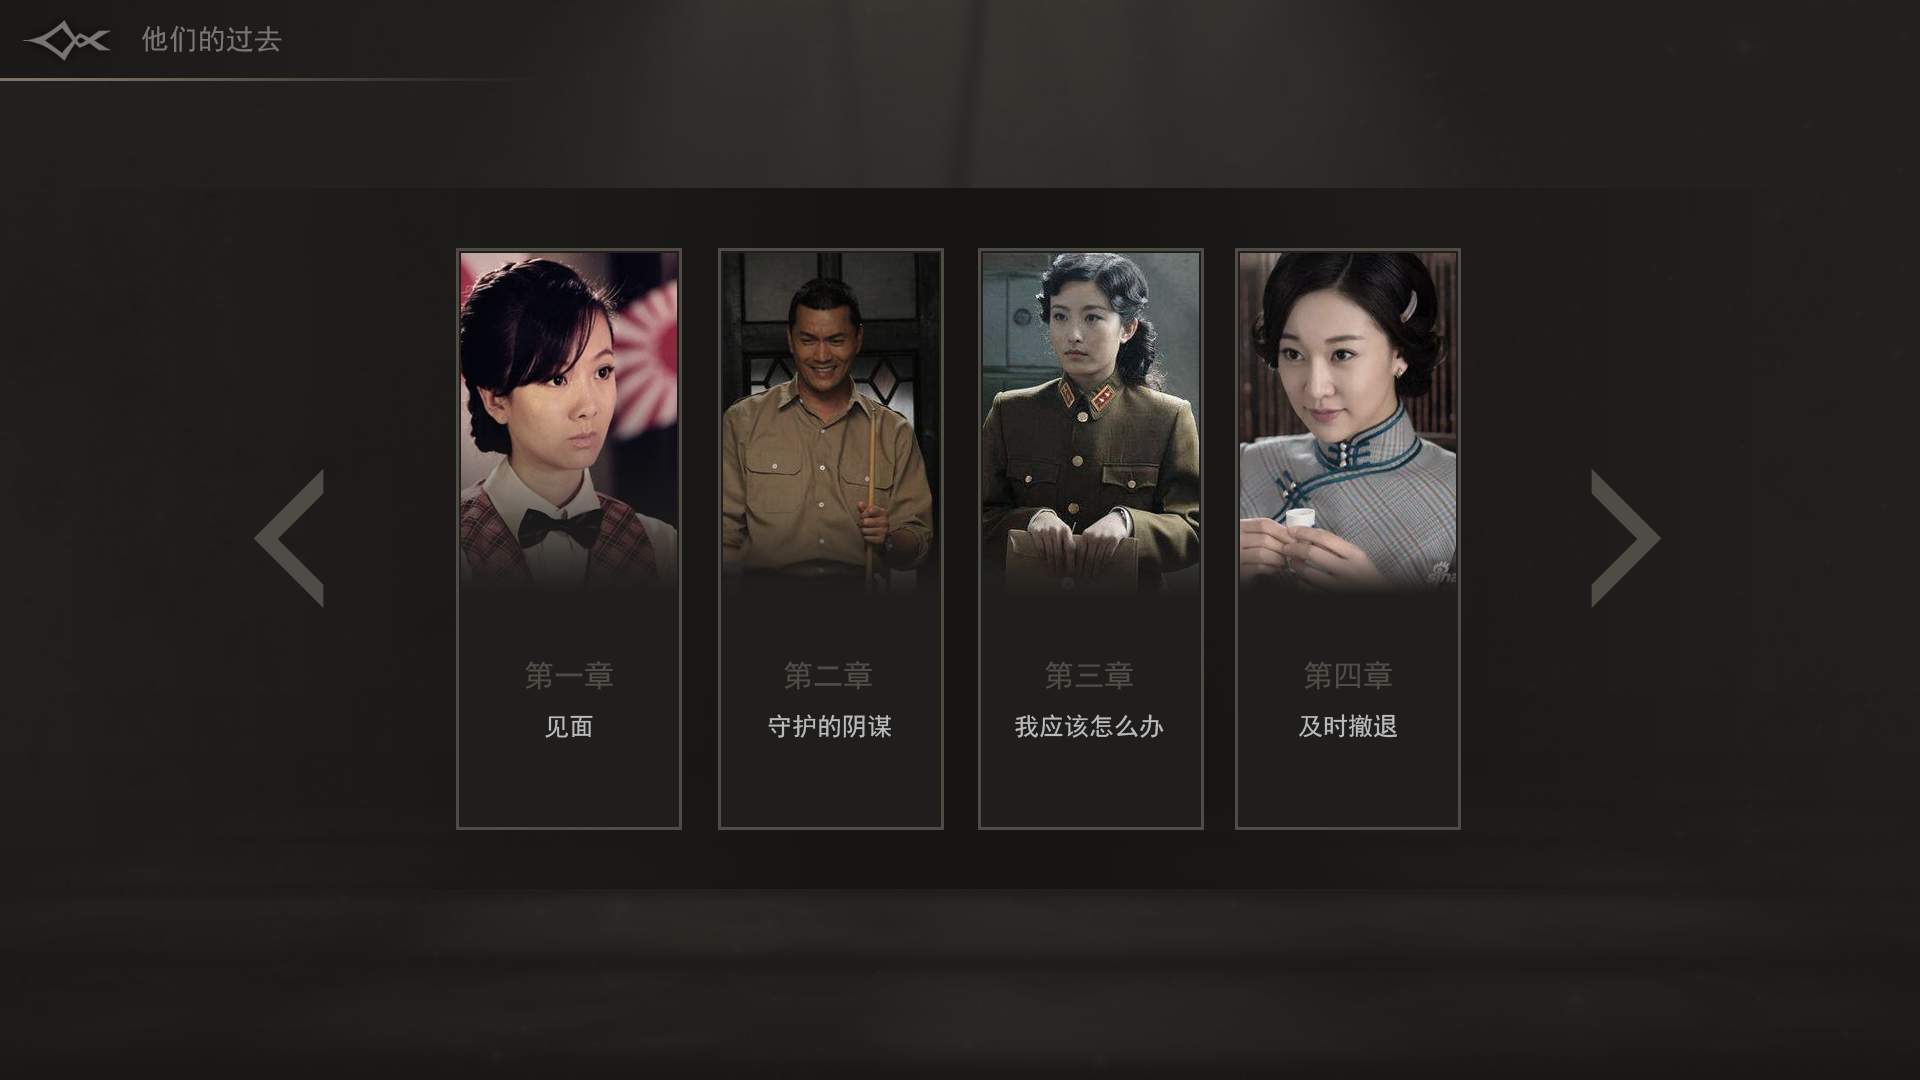 他们的过去
第一章
见面
第二章
守护的阴谋
第三章
我应该怎么办
第四章
及时撤退
sina